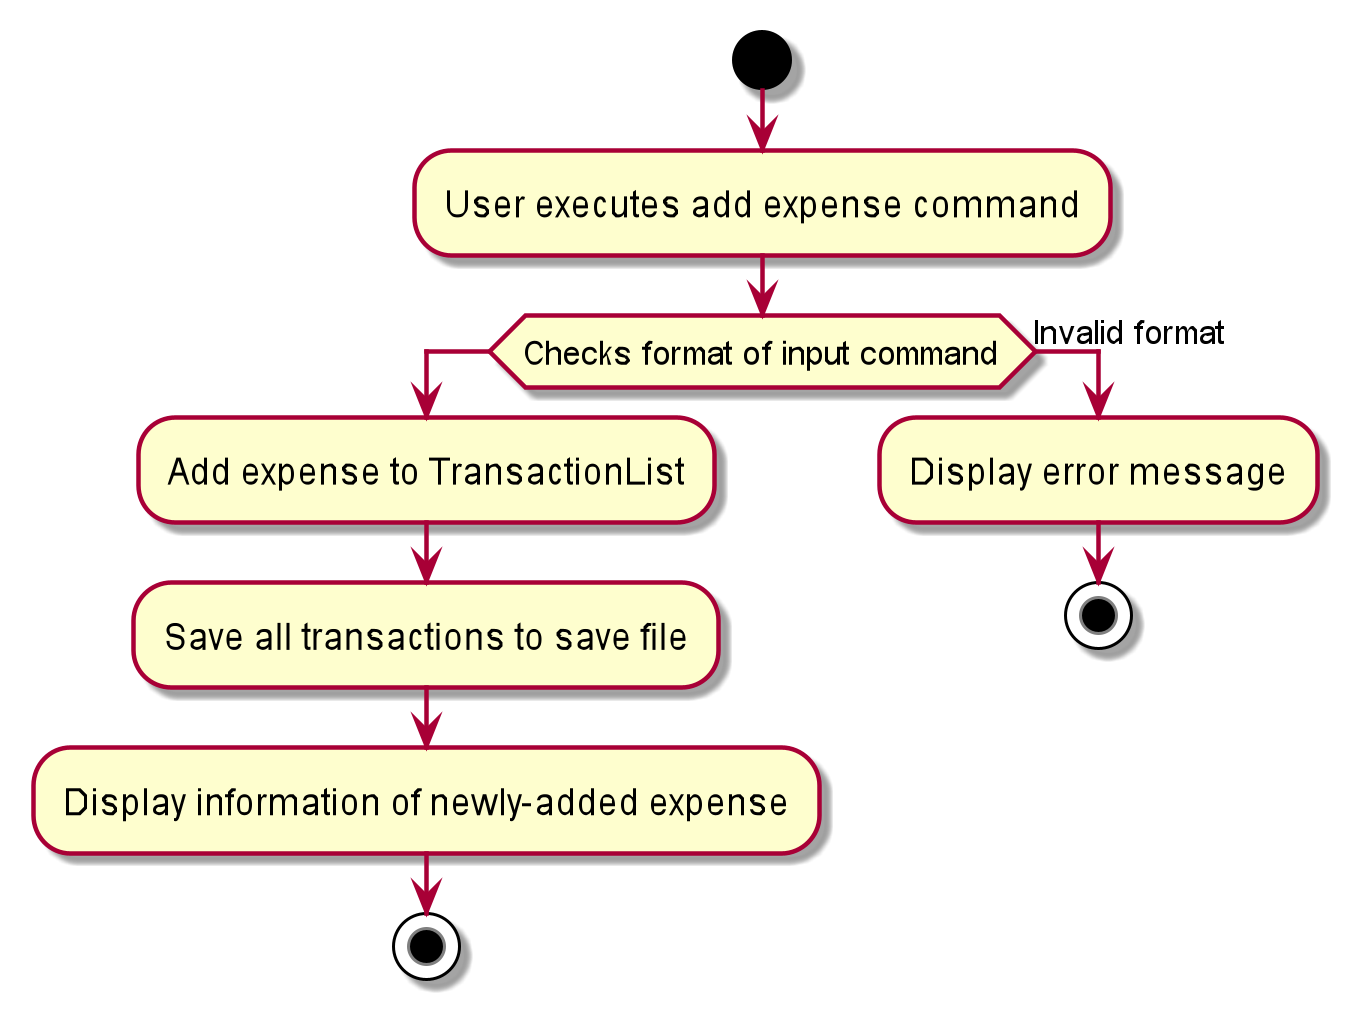 User executes add expense command
Checks format of input command
Invalid format
Add expense to TransactionList
Display error message
Save all transactions to save file
Display information of newly-added expense